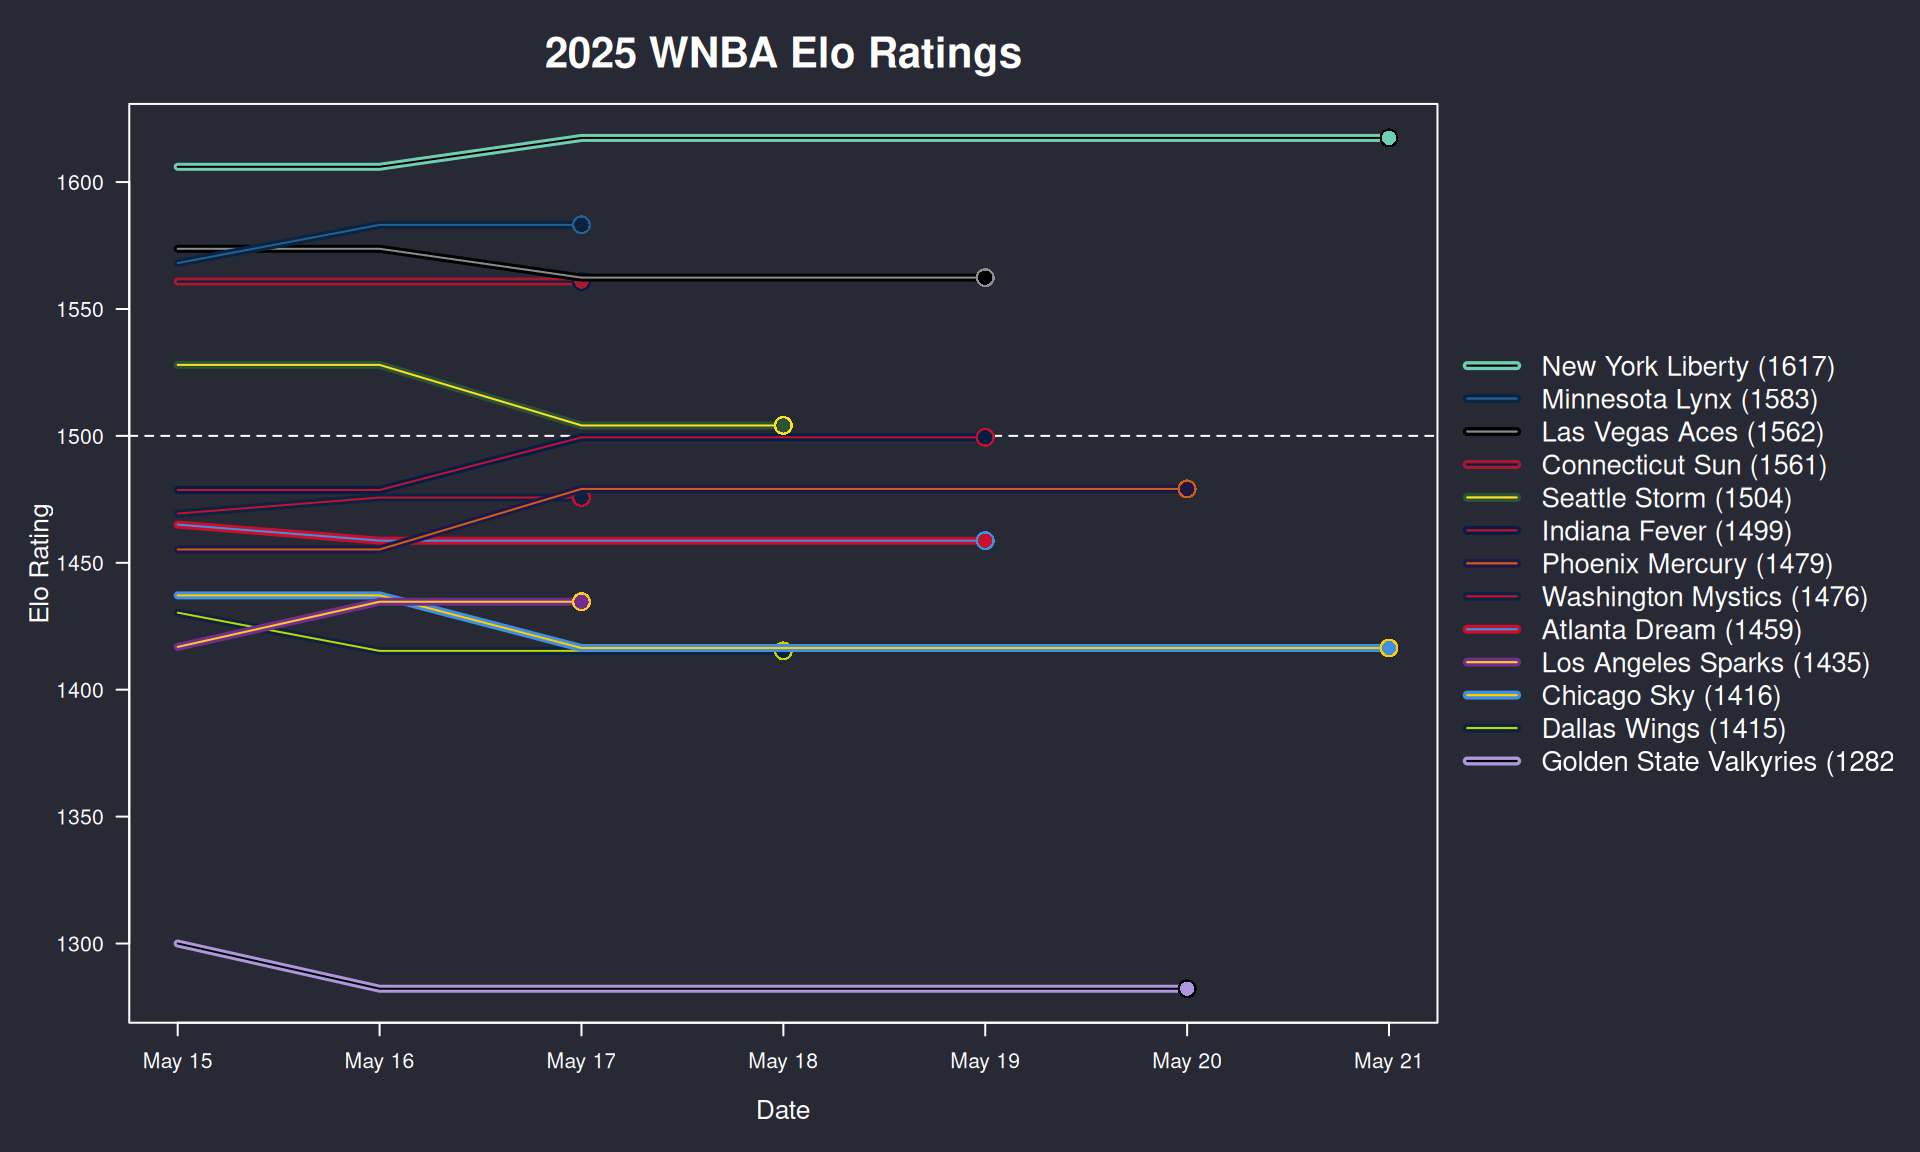 2025 WNBA Elo Ratings
Elo Rating
1600
1550
1500
1450
1400
1350
1300
May 15
May 16
May 17
May 18
May 19
May 20
May 21
Date
New York Liberty (1617)
Minnesota Lynx (1583)
Las Vegas Aces (1562)
Connecticut Sun (1561)
Seattle Storm (1504)
Indiana Fever (1499)
Phoenix Mercury (1479)
Washington Mystics (1476)
Atlanta Dream (1459)
Los Angeles Sparks (1435)
Chicago Sky (1416)
Dallas Wings (1415)
Golden State Valkyries (1282